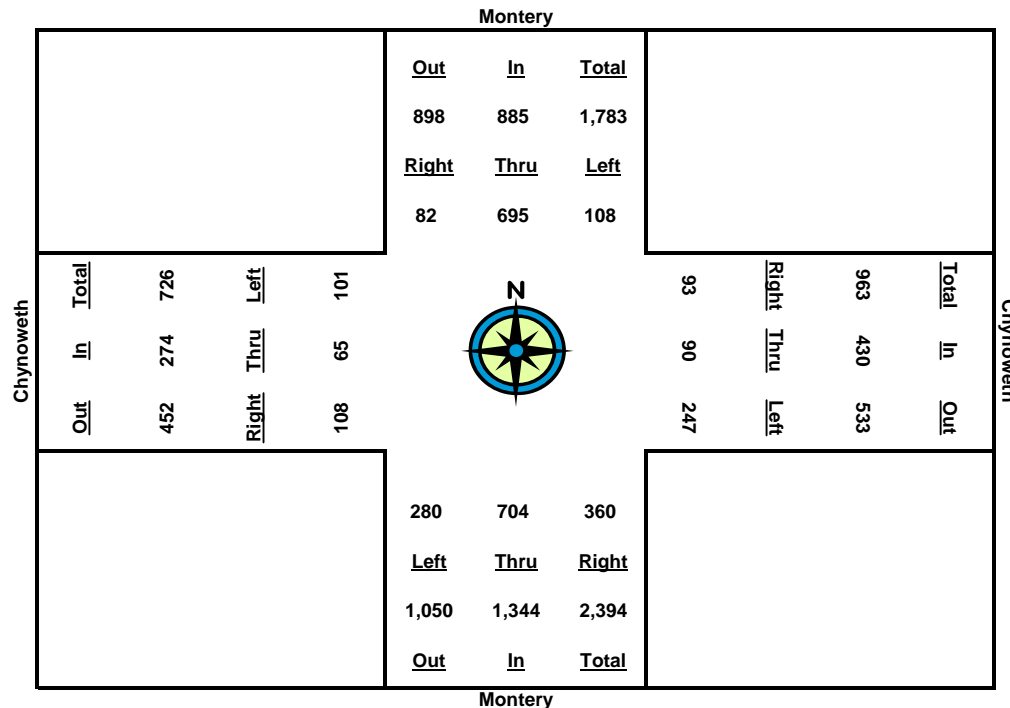 Montery
Out In Total
898 885 1,783
Right Thru Left
82 695 108
Chynoweth
Total 726 Left 101
In 274 Thru 65
Out 452 Right 108
N
93 Right 963 Total
90 Thru 430 In
247 Left 533 Out
Chynoweth
280 704 360
Left Thru Right
1,050 1,344 2,394
Out In Total
Montery